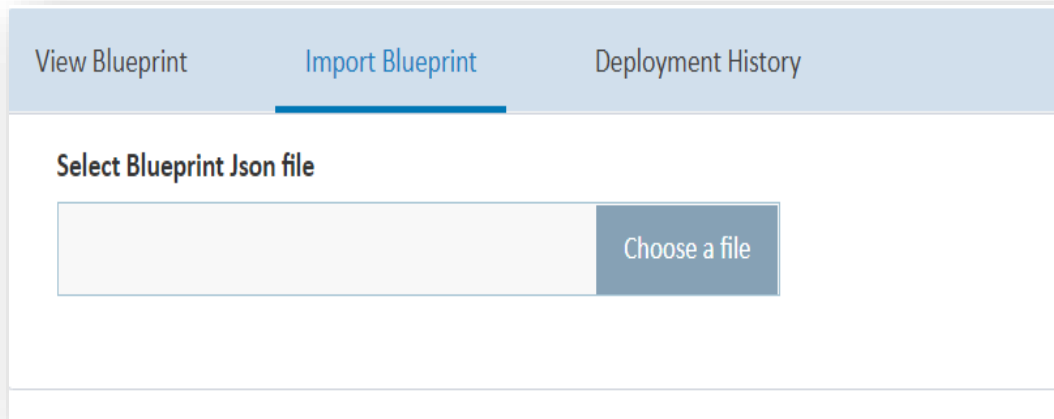 View Blueprint Import Blueprint Deployment History
Select Blueprint Json file
Choose a file